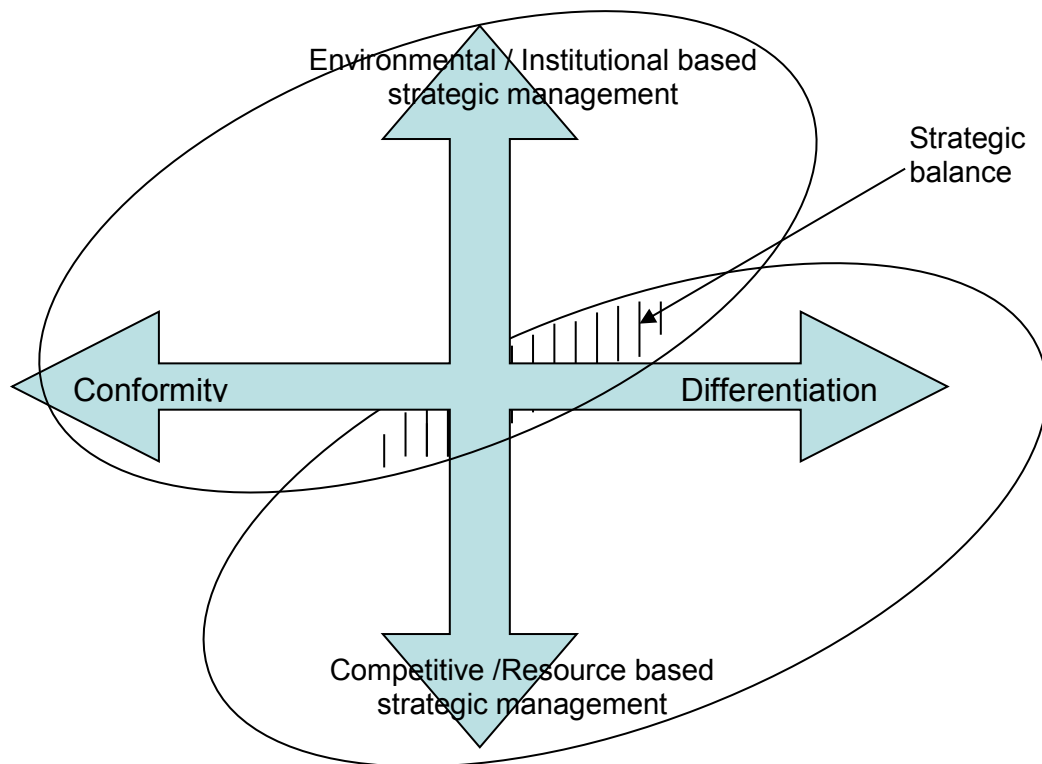 Environmental / Institutional based
strategic management
Strategic
balance
Conformity
Differentiation
Competitive /Resource based
strategic management